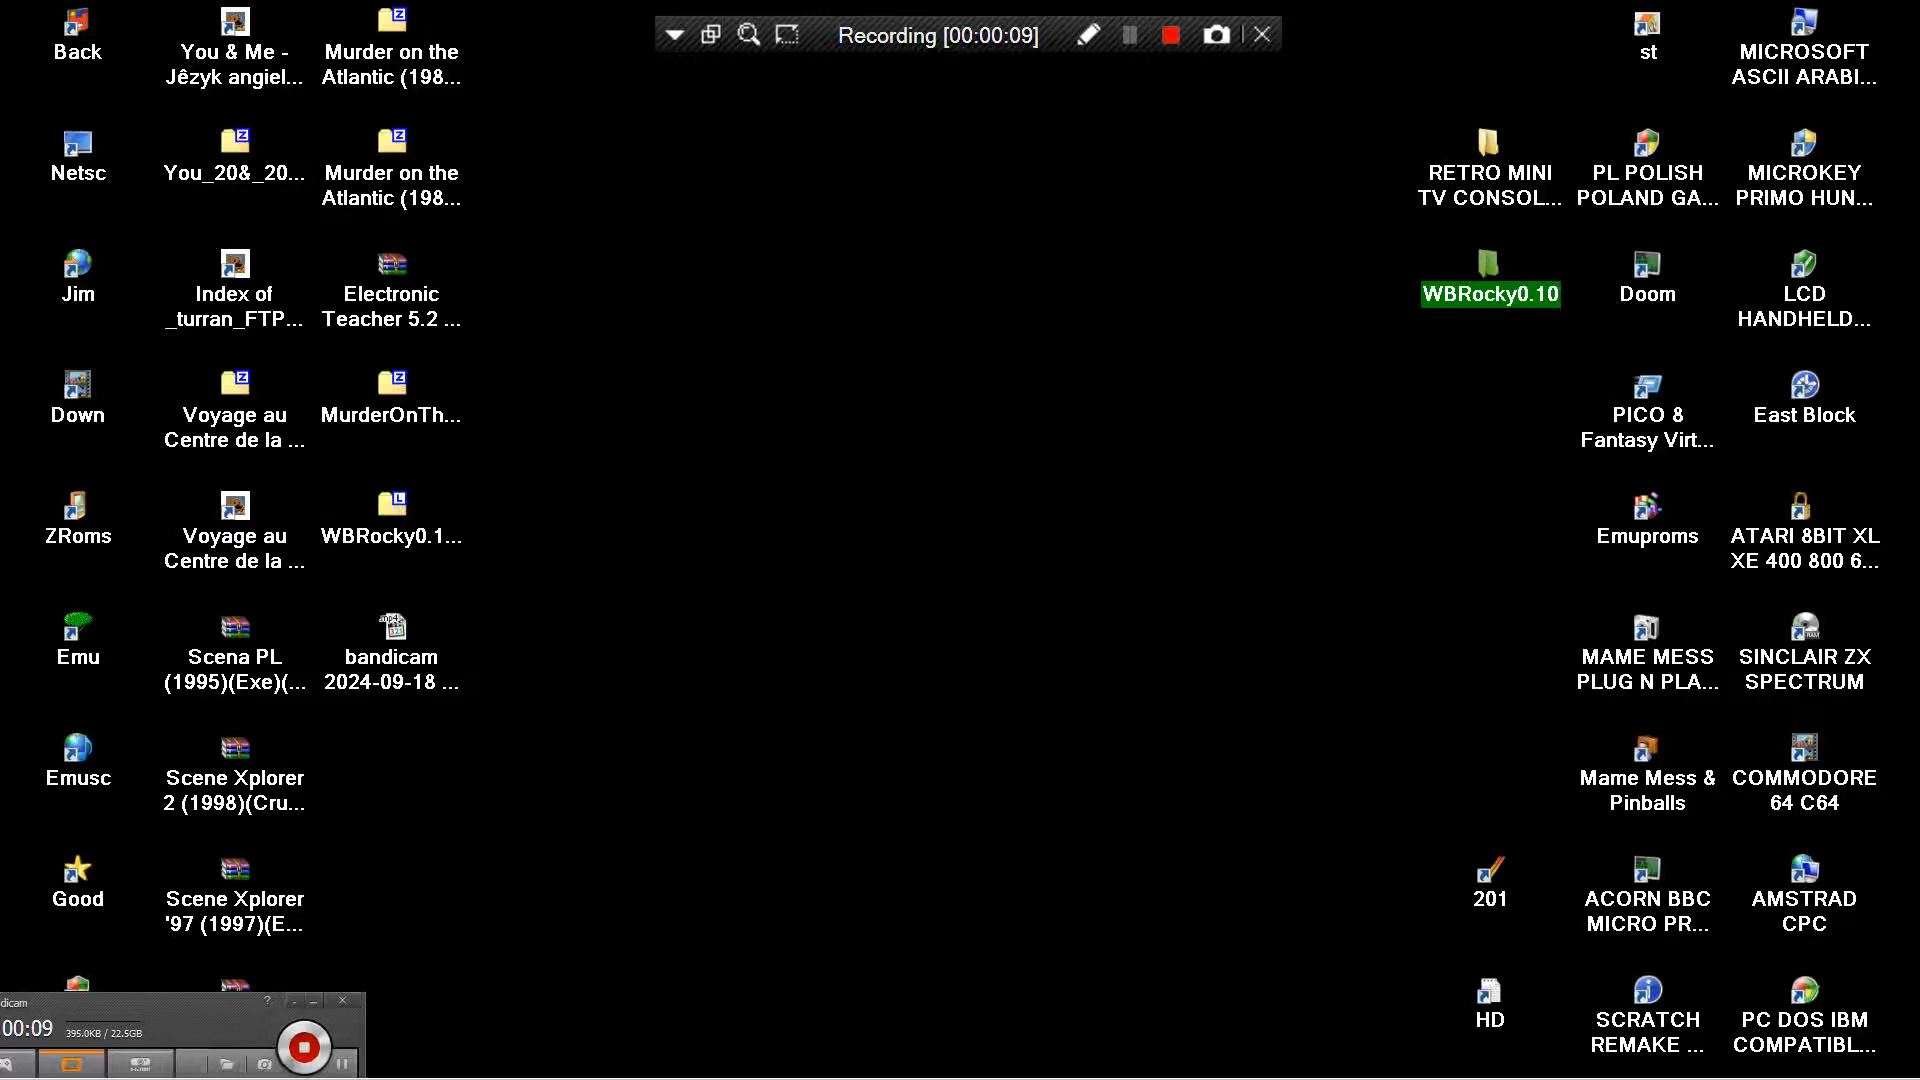 Recording [00:00:09]
Back
You & Me -
Jêzyk angiel...
Murder on the
Atlantic (198...
st
MICROSOFT
ASCII ARABI...
Netsc
You_20&_20...
Murder on the
Atlantic (198...
RETRO MINI
TV CONSOL...
PL POLISH
POLAND GA...
MICROKEY
PRIMO HUN...
Jim
Index of
_turran_FTP...
Electronic
Teacher 5.2 ...
WBRocky0.10
Doom
LCD
HANDHELD...
Down
Voyage au
Centre de la ...
MurderOnTh...
PICO 8
Fantasy Virt...
East Block
ZRoms
Voyage au
Centre de la ...
WBRocky0.1...
Emuproms
ATARI 8BIT XL
XE 400 800 6...
Emu
Scena PL
(1995)(Exe)(...
bandicam
2024-09-18 ...
MAME MESS
PLUG N PLA...
SINCLAIR ZX
SPECTRUM
Emusc
Scene Xplorer
2 (1998)(Cru...
Mame Mess &
Pinballs
COMMODORE
64 C64
Good
Scene Xplorer
'97 (1997)(E...
201
ACORN BBC
MICRO PR...
AMSTRAD
CPC
HD
SCRATCH
REMAKE ...
PC DOS IBM
COMPATIBL...
dicam
00:09
395.0KB / 22.5GB